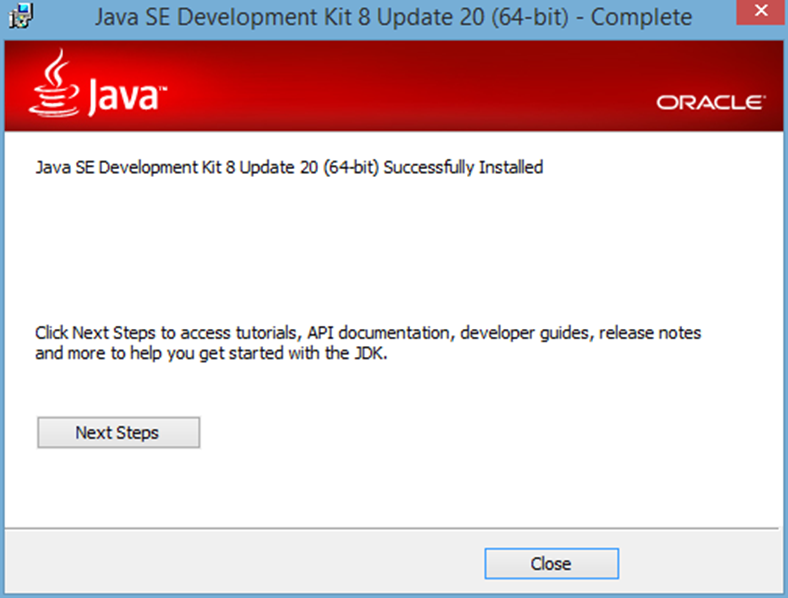 Java SE Development Kit 8 Update 20 (64-bit) - Complete
Java™
ORACLE®
Java SE Development Kit 8 Update 20 (64-bit) Successfully Installed
Click Next Steps to access tutorials, API documentation, developer guides, release notes
and more to help you get started with the JDK.
Next Steps
Close